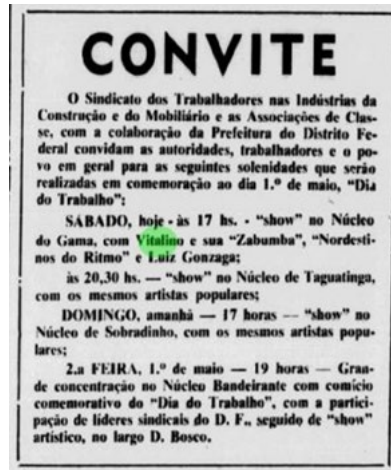 CONVITE
O Sindicato dos Trabalhadores nas Indústrias da
Construção e do Mobiliário e as Associações de Clas-
se, com a colaboração da Prefeitura do Distrito Fe-
deral convidam as autoridades, trabalhadores e o po-
vo em geral para as seguintes solenidades que serão
realizadas em comemoração ao dia 1.º de maio, "Dia
do Trabalho":
SÁBADO, hoje - às 17 hs. - "show" no Núcleo
do Gama, com Vitalino e sua "Zabumba", "Nordesti-
nos do Ritmo" e Luiz Gonzaga;
às 20,30 hs. — "show" no Núcleo de Taguatinga,
com os mesmos artistas populares;
DOMINGO, amanhã — 17 horas — "show" no
Núcleo de Sobradinho, com os mesmos artistas popu-
lares;
2.a FEIRA, 1.º de maio — 19 horas — Gran-
de concentração no Núcleo Bandeirante com comício
comemorativo do "Dia do Trabalho", com a partici-
pação de líderes sindicais do D. F., seguido de "show"
artístico, no largo D. Bosco.